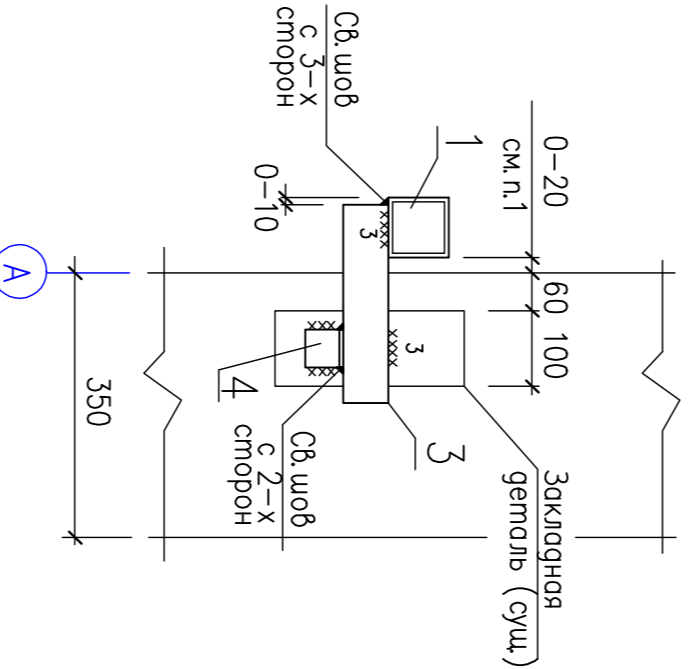 Св. шов
с 3-х
сторон
1
0-20
см. п.1
0-10
3
60
100
3
4
3
Св. шов
с 2-х
сторон
Закладная
деталь (сущ.)
350
А